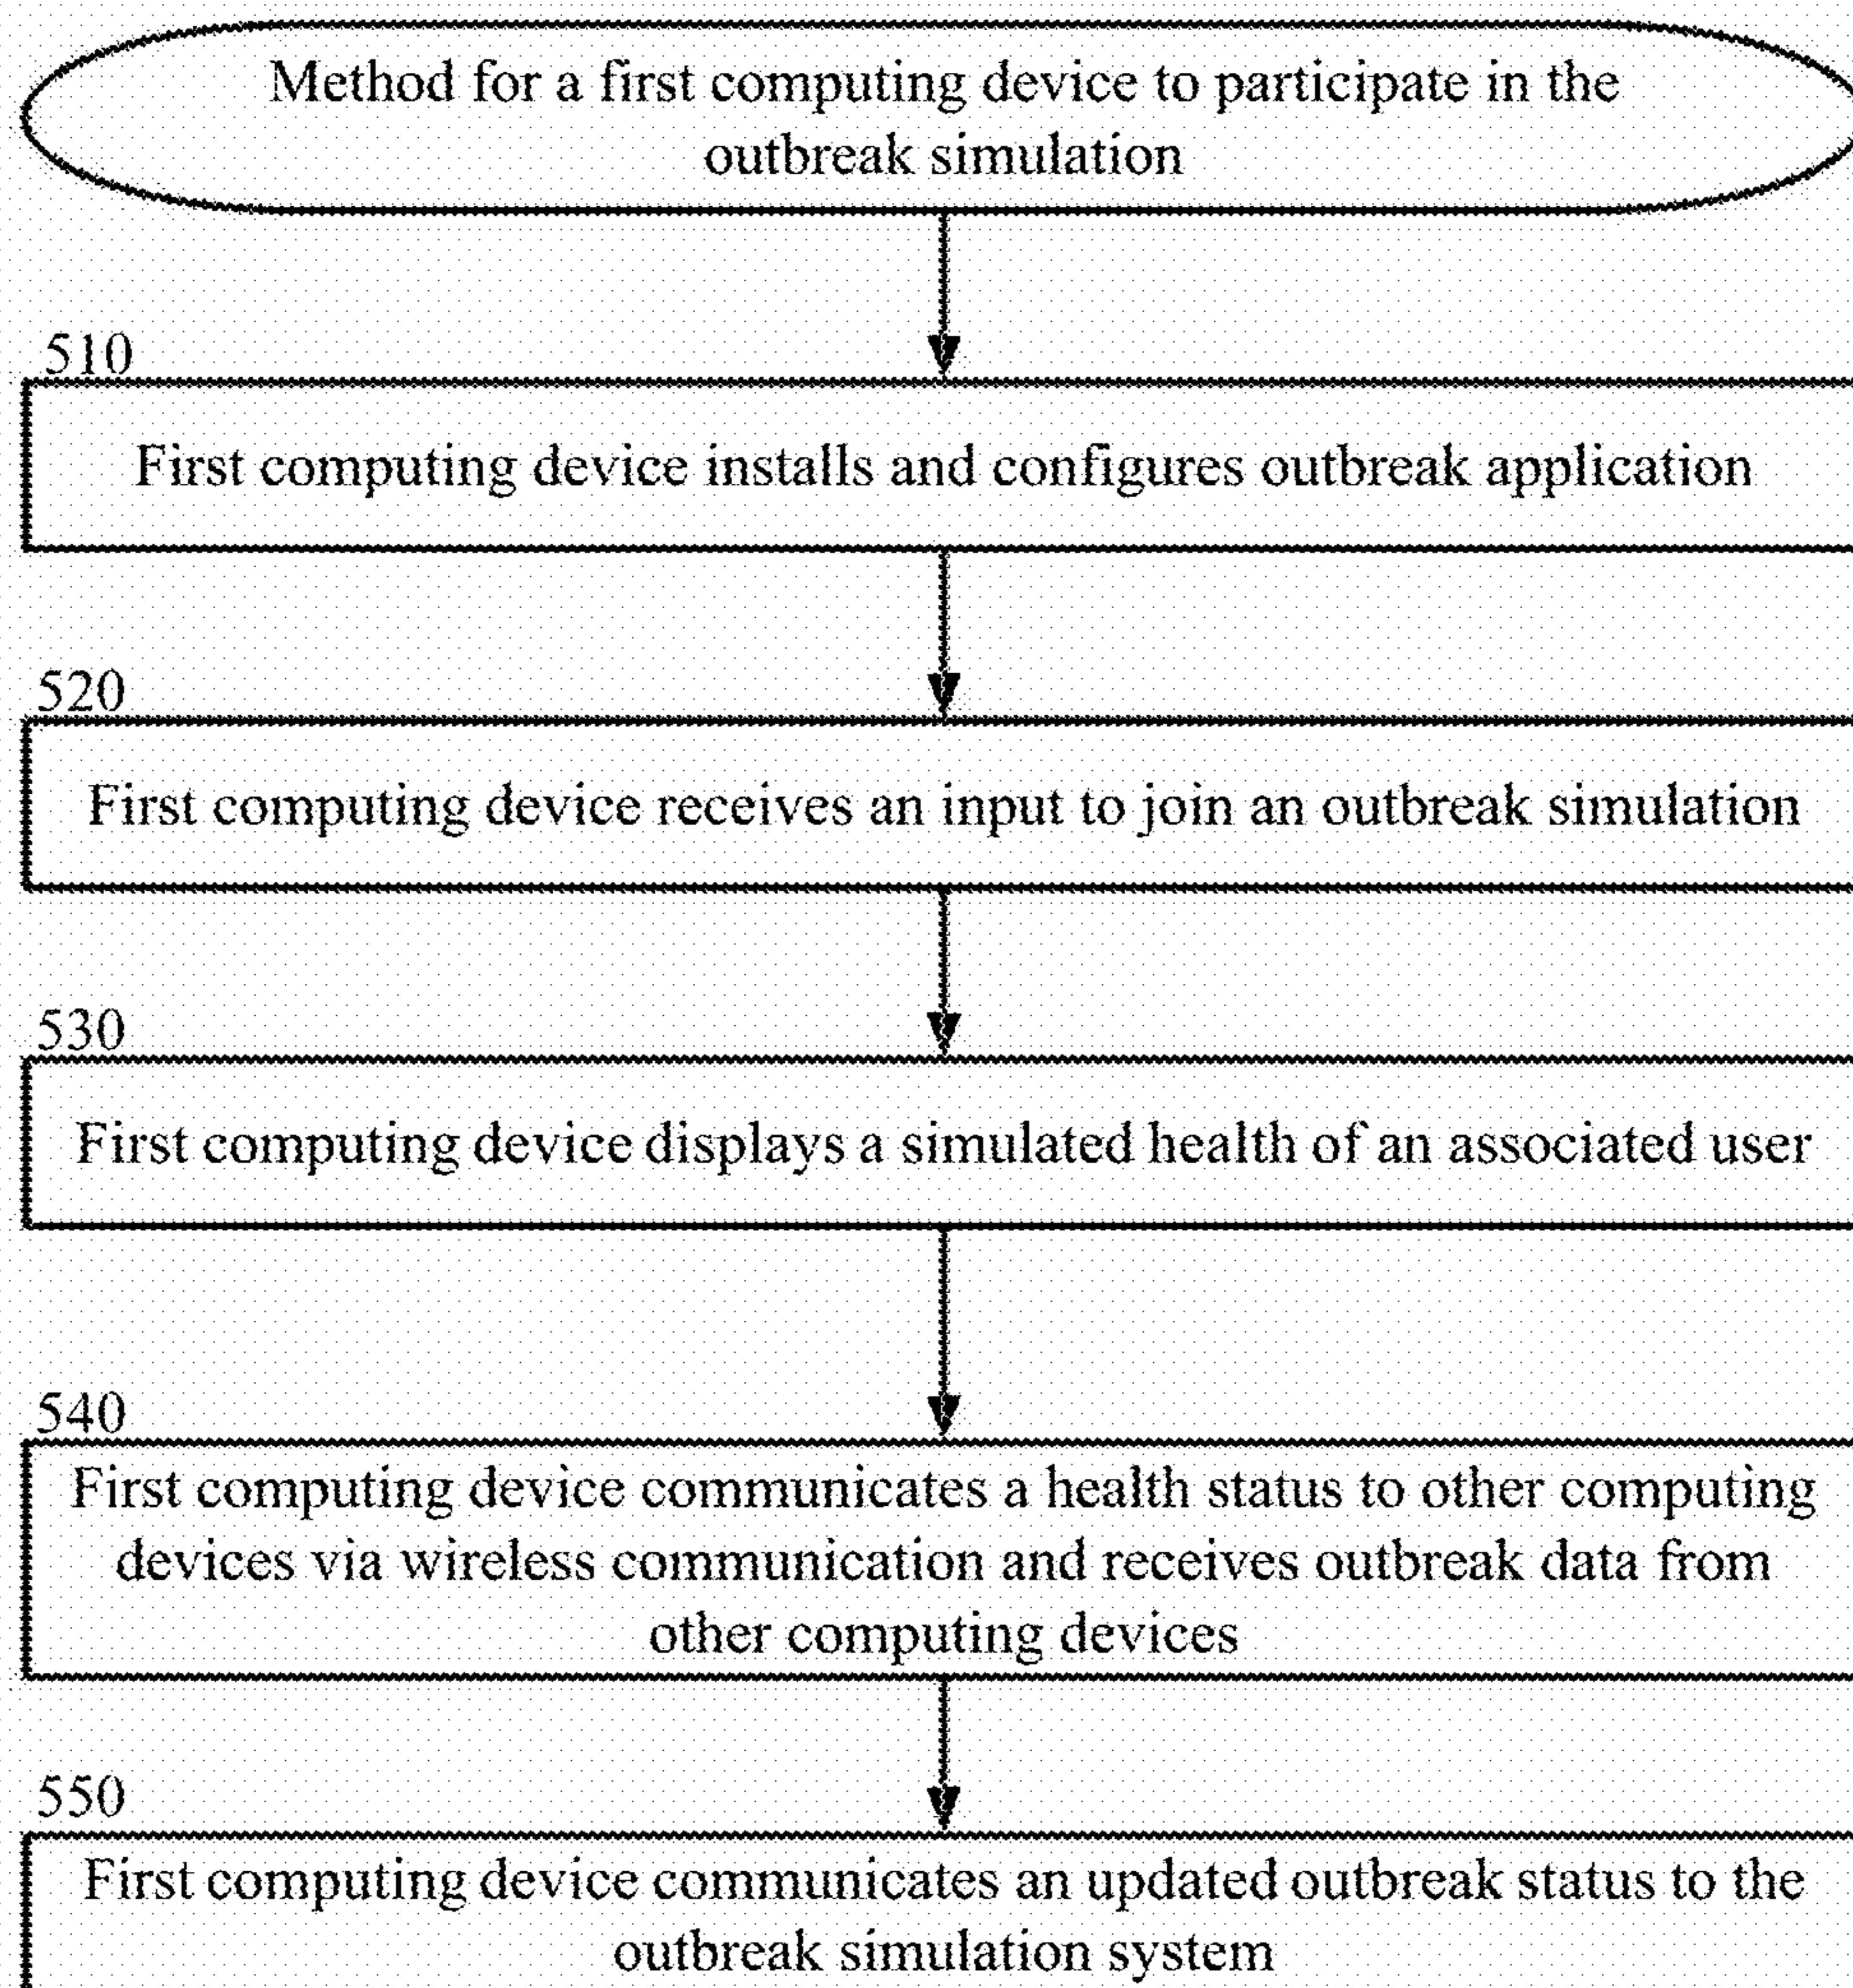 Method for a first computing device to participate in the
outbreak simulation
510
First computing device installs and configures outbreak application
520
First computing device receives an input to join an outbreak simulation
530
First computing device displays a simulated health of an associated user
540
First computing device communicates a health status to other computing
devices via wireless communication and receives outbreak data from
other computing devices
550
First computing device communicates an updated outbreak status to the
outbreak simulation system